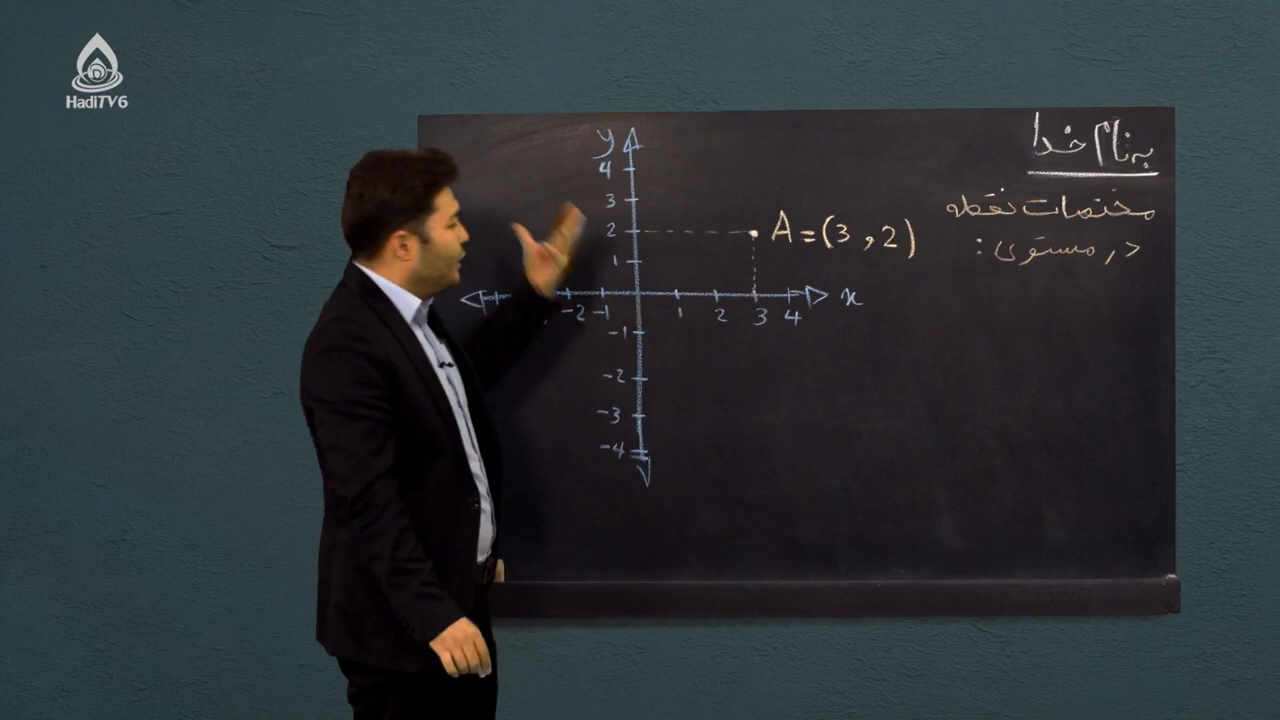 HadiTV6
به نام خدا
مختصات نقطه
در مستوی :
A=(3,2)
y
4
3
2
1
-2 -1 1 2 3 4 x
-1
-2
-3
-4